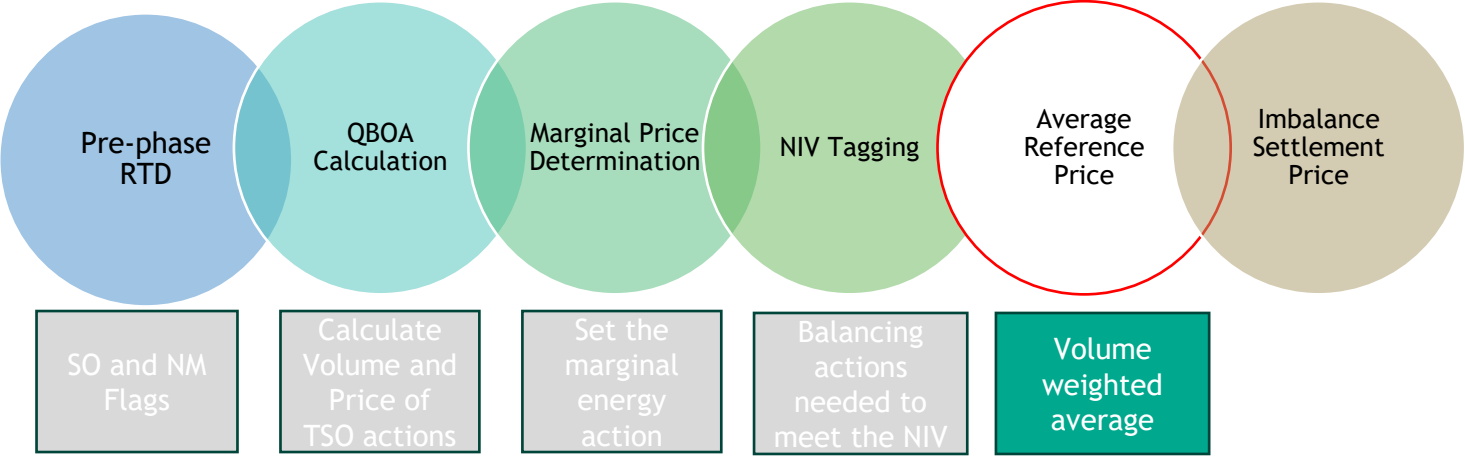 Pre-phase
RTD
QBOA
Calculation
Marginal Price
Determination
NIV Tagging
Average
Reference
Price
Imbalance
Settlement
Price
SO and NM
Flags
Calculate
Volume and
Price of
TSO actions
Set the
marginal
energy
action
Balancing
actions
needed to
meet the NIV
Volume
weighted
average